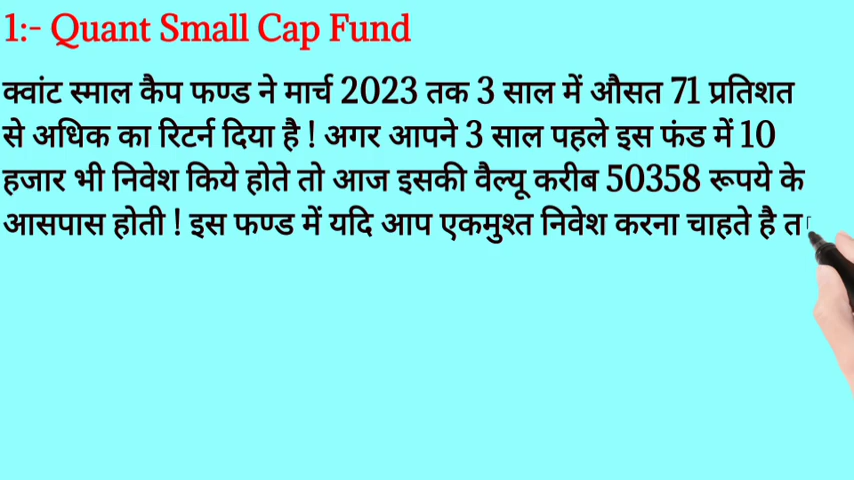 1:- Quant Small Cap Fund
क्वांट स्माल कैप फण्ड ने मार्च 2023 तक 3 साल में औसत 71 प्रतिशत
से अधिक का रिटर्न दिया है ! अगर आपने 3 साल पहले इस फंड में 10
हजार भी निवेश किये होते तो आज इसकी वैल्यू करीब 50358 रूपये के
आसपास होती ! इस फण्ड में यदि आप एकमुश्त निवेश करना चाहते है त